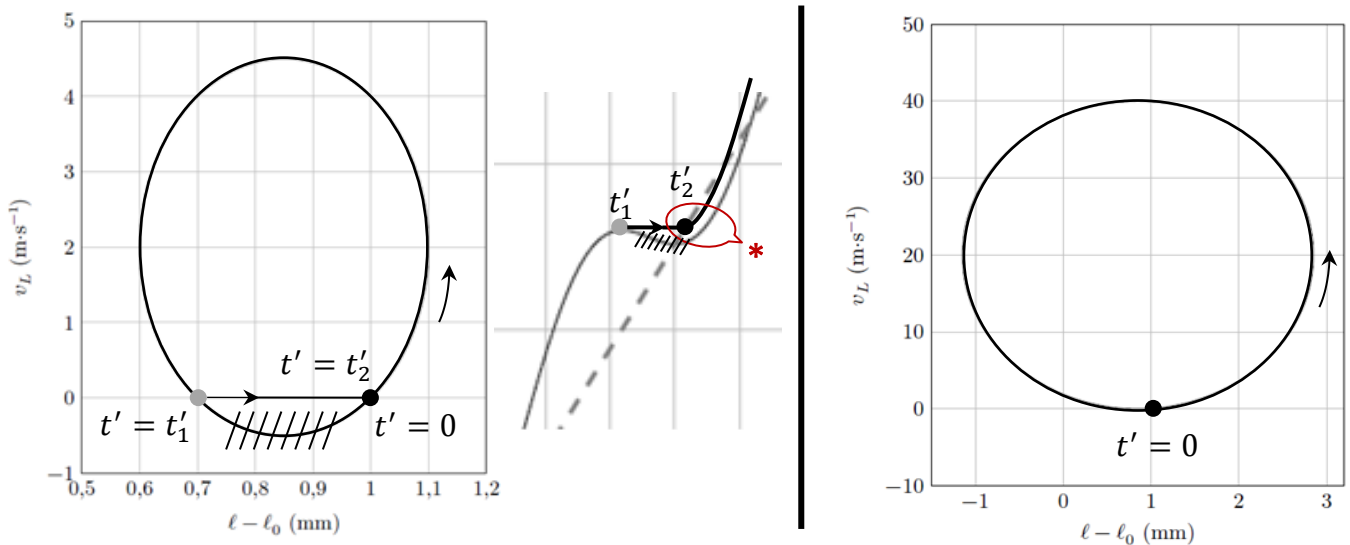 5
4
3
2
1
0
−1
v_L (m·s⁻¹)
0,5 0,6 0,7 0,8 0,9 1 1,1 1,2
ℓ − ℓ₀ (mm)
t′ = t′₂
t′ = t′₁
t′ = 0
t′₁
t′₂
*
50
40
30
20
10
0
−10
v_L (m·s⁻¹)
−1 0 1 2 3
ℓ − ℓ₀ (mm)
t′ = 0